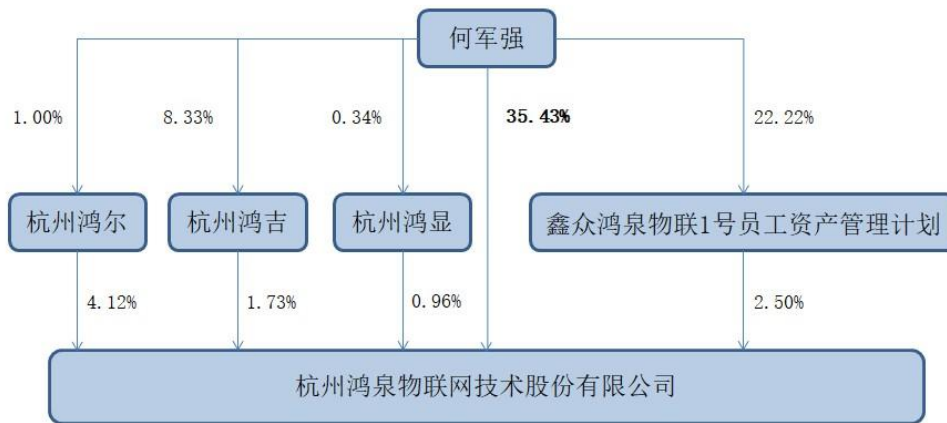 何军强
1.00%
8.33%
0.34%
35.43%
22.22%
杭州鸿尔
杭州鸿吉
杭州鸿显
鑫众鸿泉物联1号员工资产管理计划
4.12%
1.73%
0.96%
2.50%
杭州鸿泉物联网技术股份有限公司